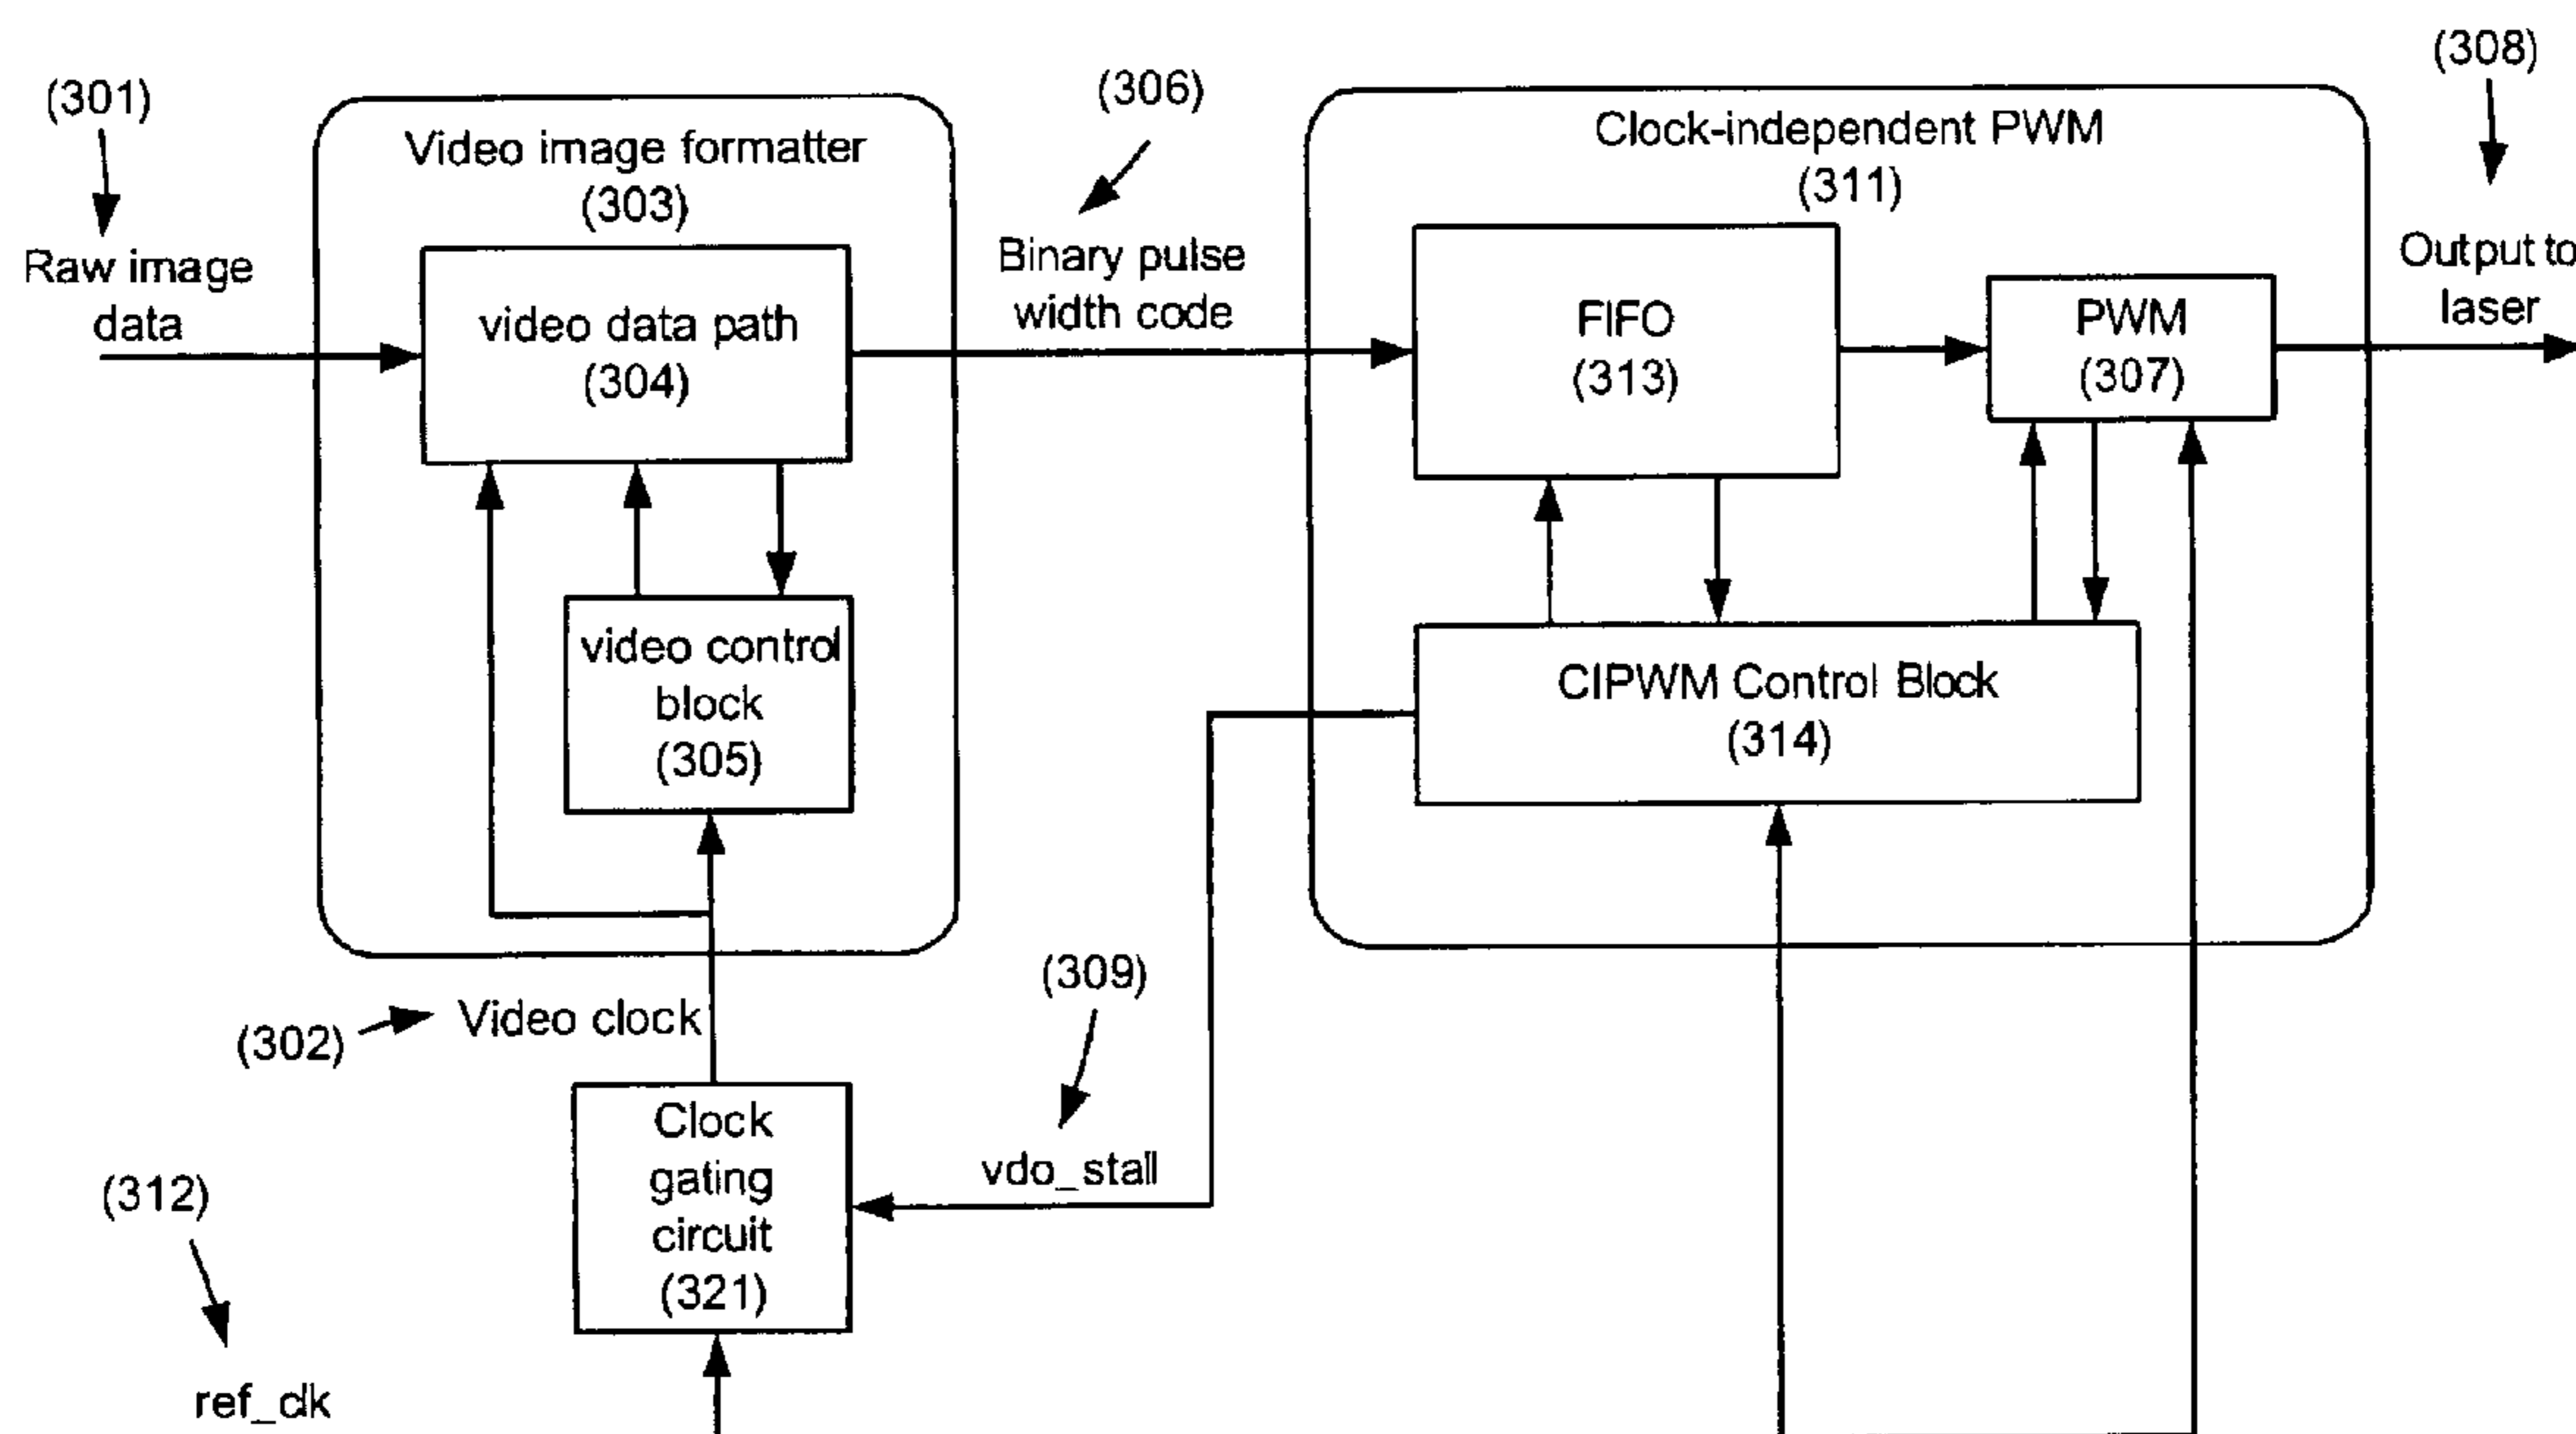 (301)
Raw image
data
Video image formatter
(303)
video data path
(304)
video control
block
(305)
(306)
Binary pulse
width code
Clock-independent PWM
(311)
FIFO
(313)
PWM
(307)
CIPWM Control Block
(314)
(308)
Output to
laser
(302)
Video clock
(309)
vdo_stall
Clock
gating
circuit
(321)
(312)
ref_clk